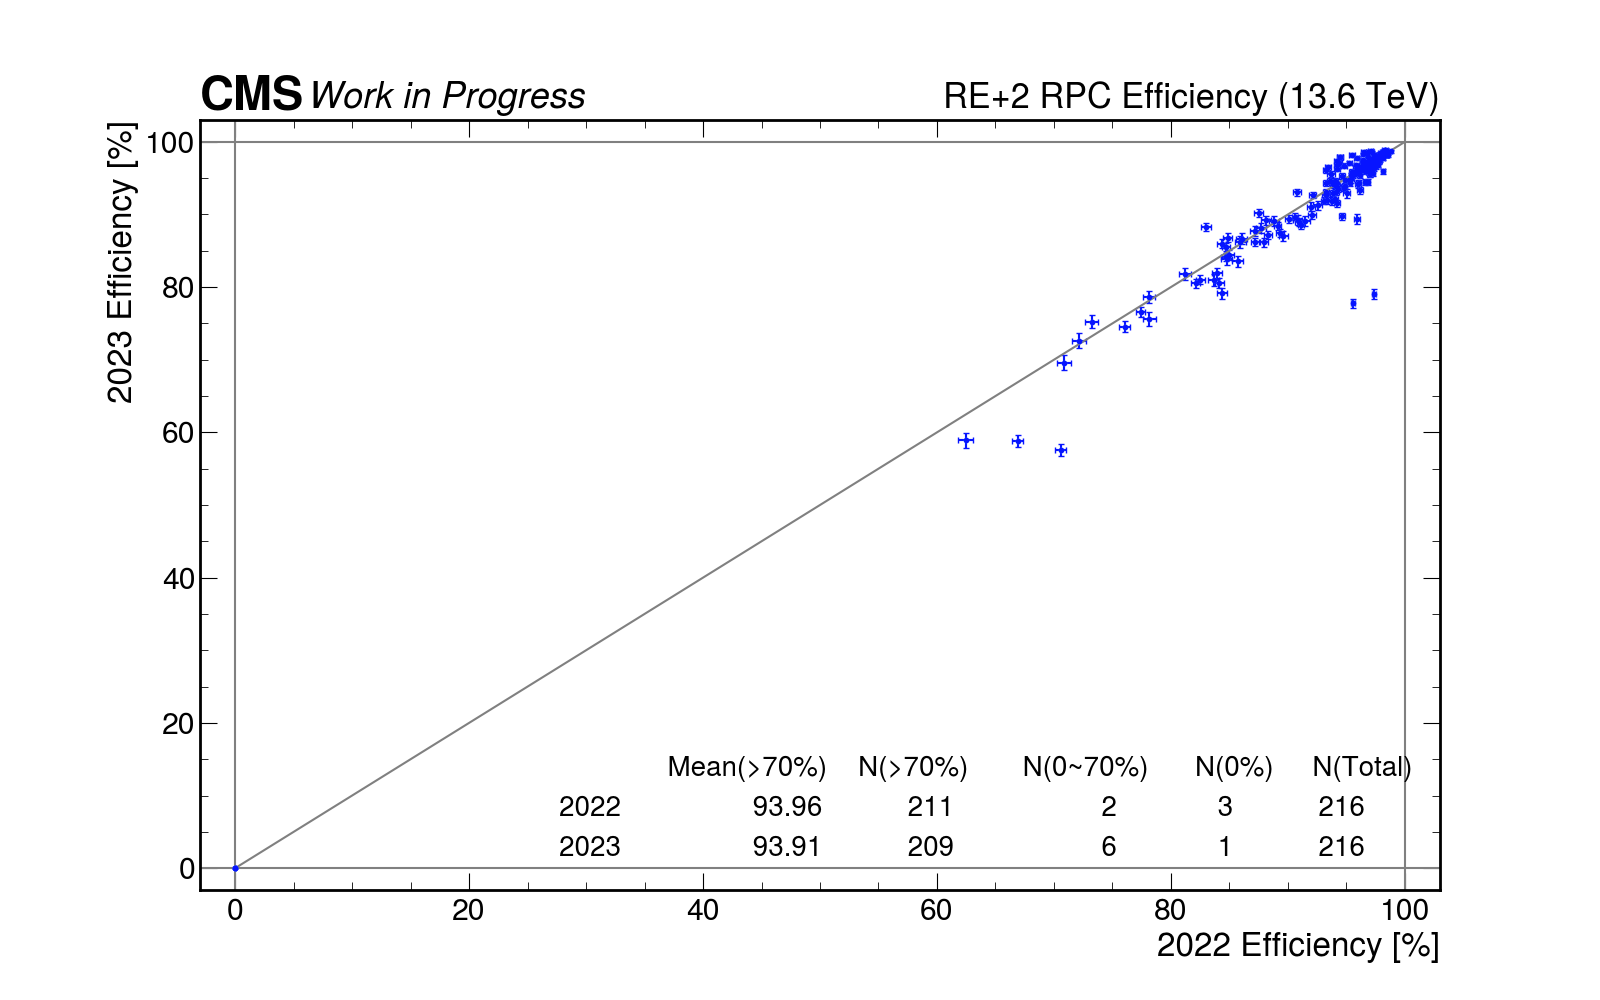 CMS Work in Progress RE+2 RPC Efficiency (13.6 TeV)
2023 Efficiency [%]
100
80
60
40
20
0
Mean(>70%) N(>70%) N(0~70%) N(0%) N(Total)
2022 93.96 211 2 3 216
2023 93.91 209 6 1 216
0 20 40 60 80 100
2022 Efficiency [%]